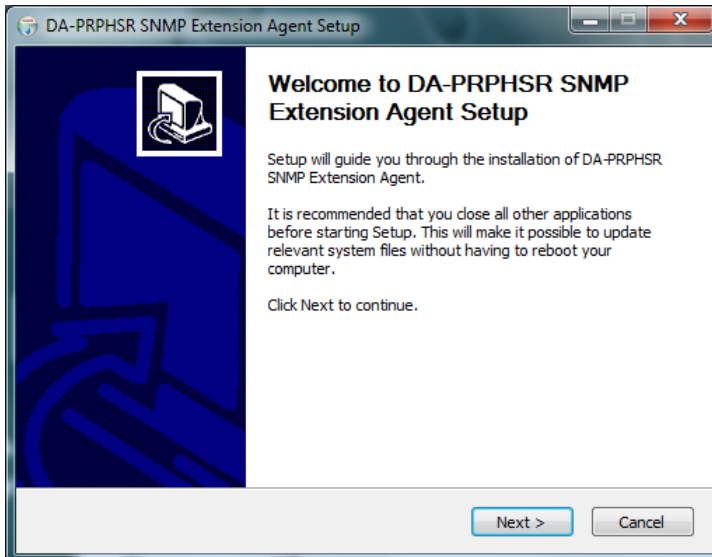 DA-PRPHSR SNMP Extension Agent Setup
Welcome to DA-PRPHSR SNMP
Extension Agent Setup
Setup will guide you through the installation of DA-PRPHSR
SNMP Extension Agent.
It is recommended that you close all other applications
before starting Setup. This will make it possible to update
relevant system files without having to reboot your
computer.
Click Next to continue.
Next >
Cancel